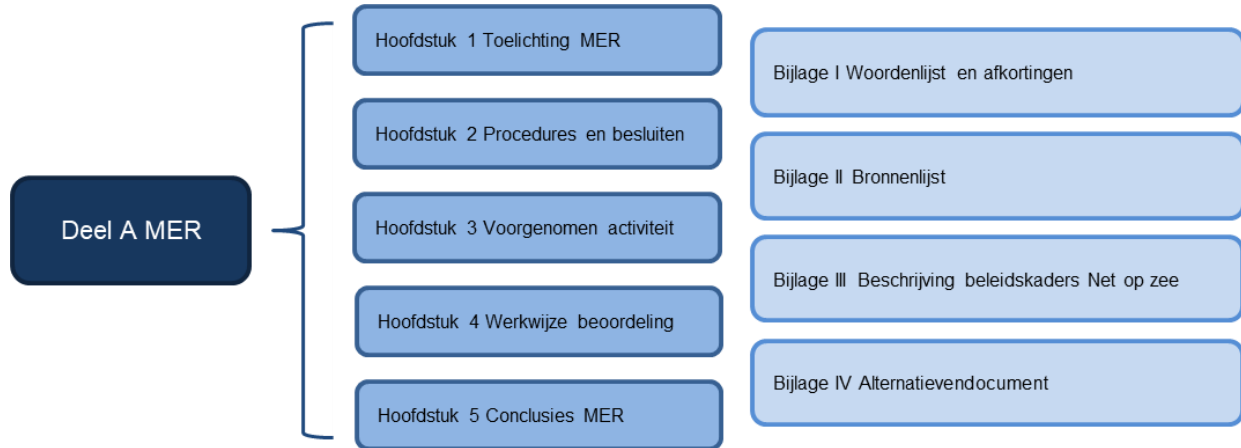 Deel A MER
Hoofdstuk 1 Toelichting MER
Hoofdstuk 2 Procedures en besluiten
Hoofdstuk 3 Voorgenomen activiteit
Hoofdstuk 4 Werkwijze beoordeling
Hoofdstuk 5 Conclusies MER
Bijlage I Woordenlijst en afkortingen
Bijlage II Bronnenlijst
Bijlage III Beschrijving beleidskaders Net op zee
Bijlage IV Alternatievendocument